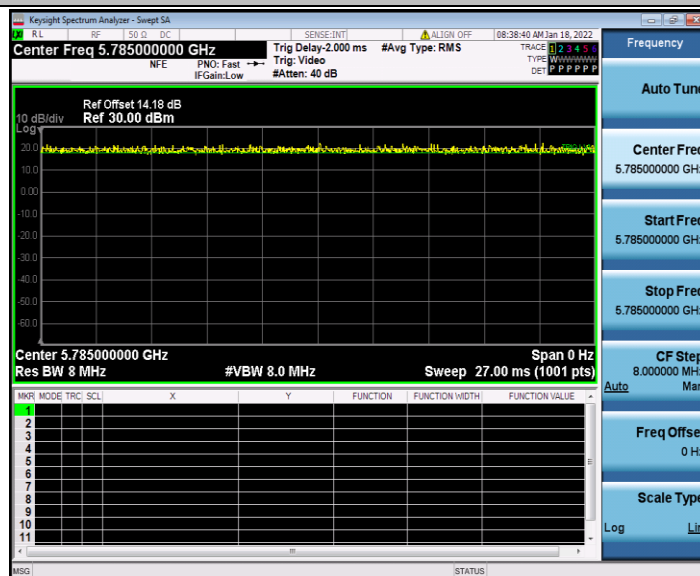 Keysight Spectrum Analyzer - Swept SA
RL RF 50 Ω DC SENSE:INT ALIGN OFF 08:38:40 AM Jan 18, 2022
Center Freq 5.785000000 GHz
NFE
PNO: Fast
IFGain:Low
Trig Delay-2.000 ms
Trig: Video
#Atten: 40 dB
#Avg Type: RMS
TRACE 1 2 3 4 5 6
TYPE WWWWWW
DET P P P P P P
Ref Offset 14.18 dB
10 dB/div Ref 30.00 dBm
Log
20.0
10.0
0.00
-10.0
-20.0
-30.0
-40.0
-50.0
-60.0
Center 5.785000000 GHz Span 0 Hz
Res BW 8 MHz #VBW 8.0 MHz Sweep 27.00 ms (1001 pts)
MKR MODE TRC SCL X Y FUNCTION FUNCTION WIDTH FUNCTION VALUE
1
2
3
4
5
6
7
8
9
10
11
MSG STATUS
Frequency
Auto Tune
Center Freq
5.785000000 GHz
Start Freq
5.785000000 GHz
Stop Freq
5.785000000 GHz
CF Step
8.000000 MHz
Auto Man
Freq Offset
0 Hz
Scale Type
Log Lin